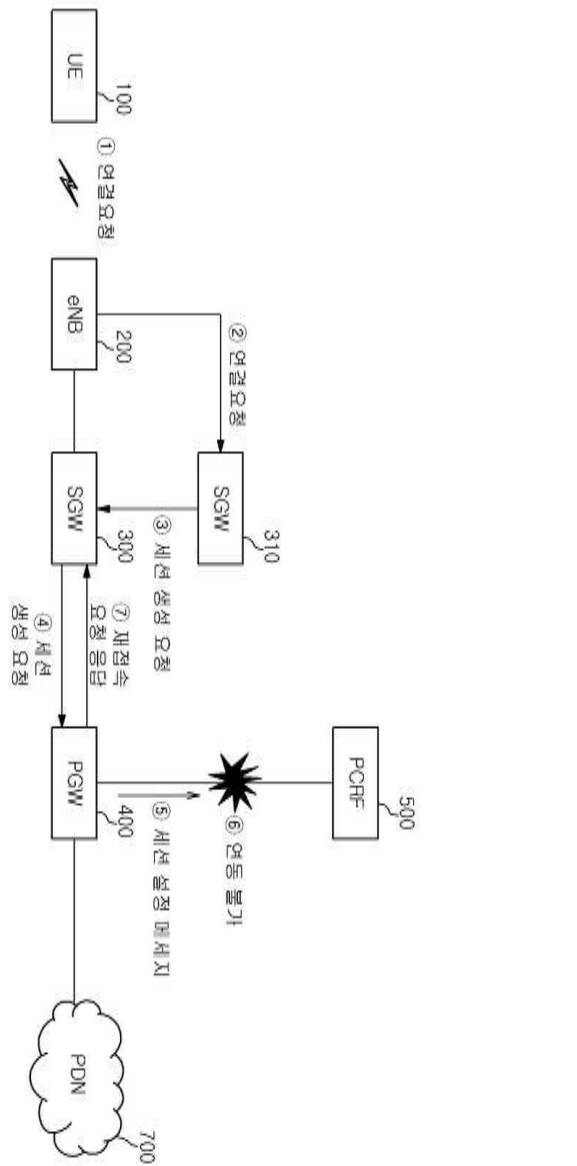 PCRF
500
② 연결요청
SGW
310
⑥ 연동 불가
③ 세션 생성 요청
⑤ 세션 설정 메세지
① 연결요청
⑦ 재접속
요청 응답
UE
100
eNB
200
SGW
300
PGW
400
PDN
700
④ 세션
생성 요청